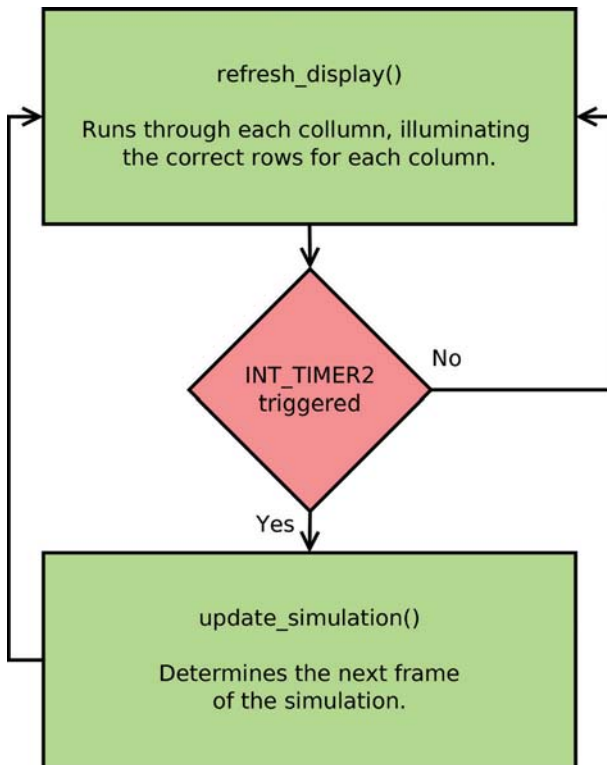 refresh_display()
Runs through each collumn, illuminating
the correct rows for each column.
INT_TIMER2
triggered
No
Yes
update_simulation()
Determines the next frame
of the simulation.